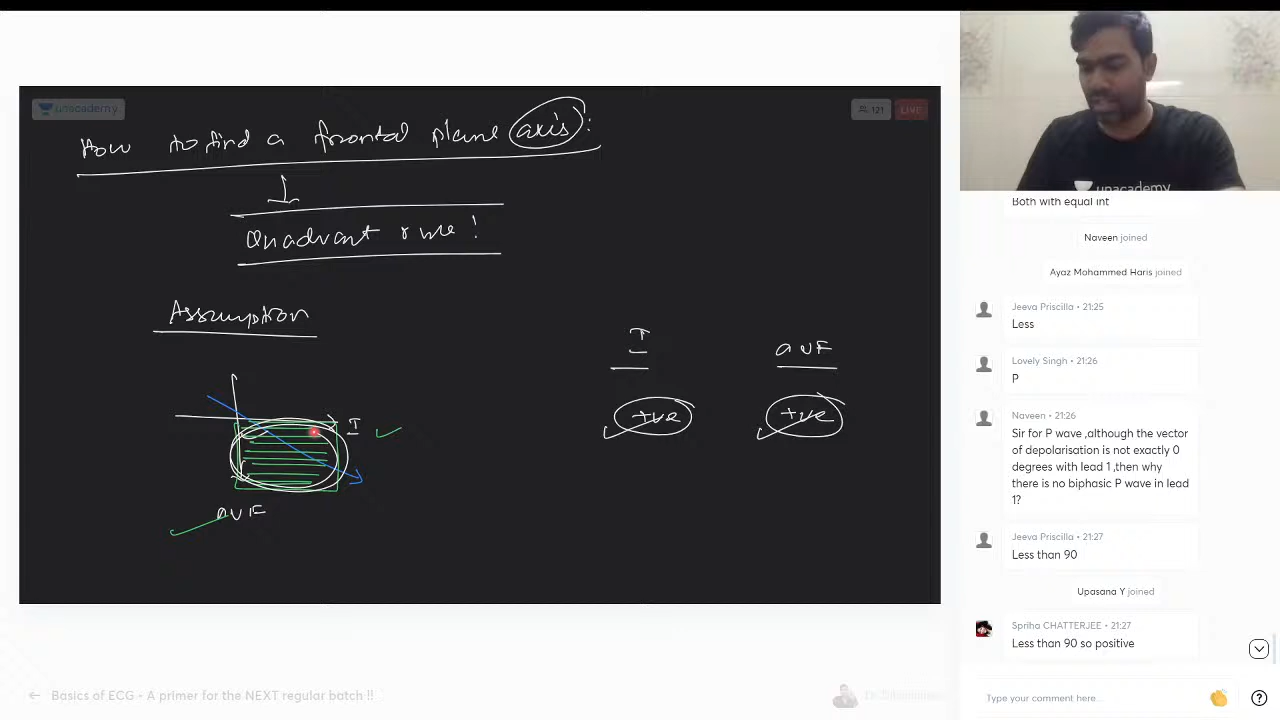 unacademy
121
LIVE
How to find a frontal plane axis:
Quadrant rule!
Assumption
I
aVF
I
aVF
+ve
+ve
Basics of ECG - A primer for the NEXT regular batch !!
unacademy
Both with equal int
Naveen joined
Ayaz Mohammed Haris joined
Jeeva Priscilla • 21:25
Less
Lovely Singh • 21:26
P
Naveen • 21:26
Sir for P wave ,although the vector
of depolarisation is not exactly 0
degrees with lead 1 ,then why
there is no biphasic P wave in lead
1?
Jeeva Priscilla • 21:27
Less than 90
Upasana Y joined
Spriha CHATTERJEE • 21:27
Less than 90 so positive
Type your comment here...